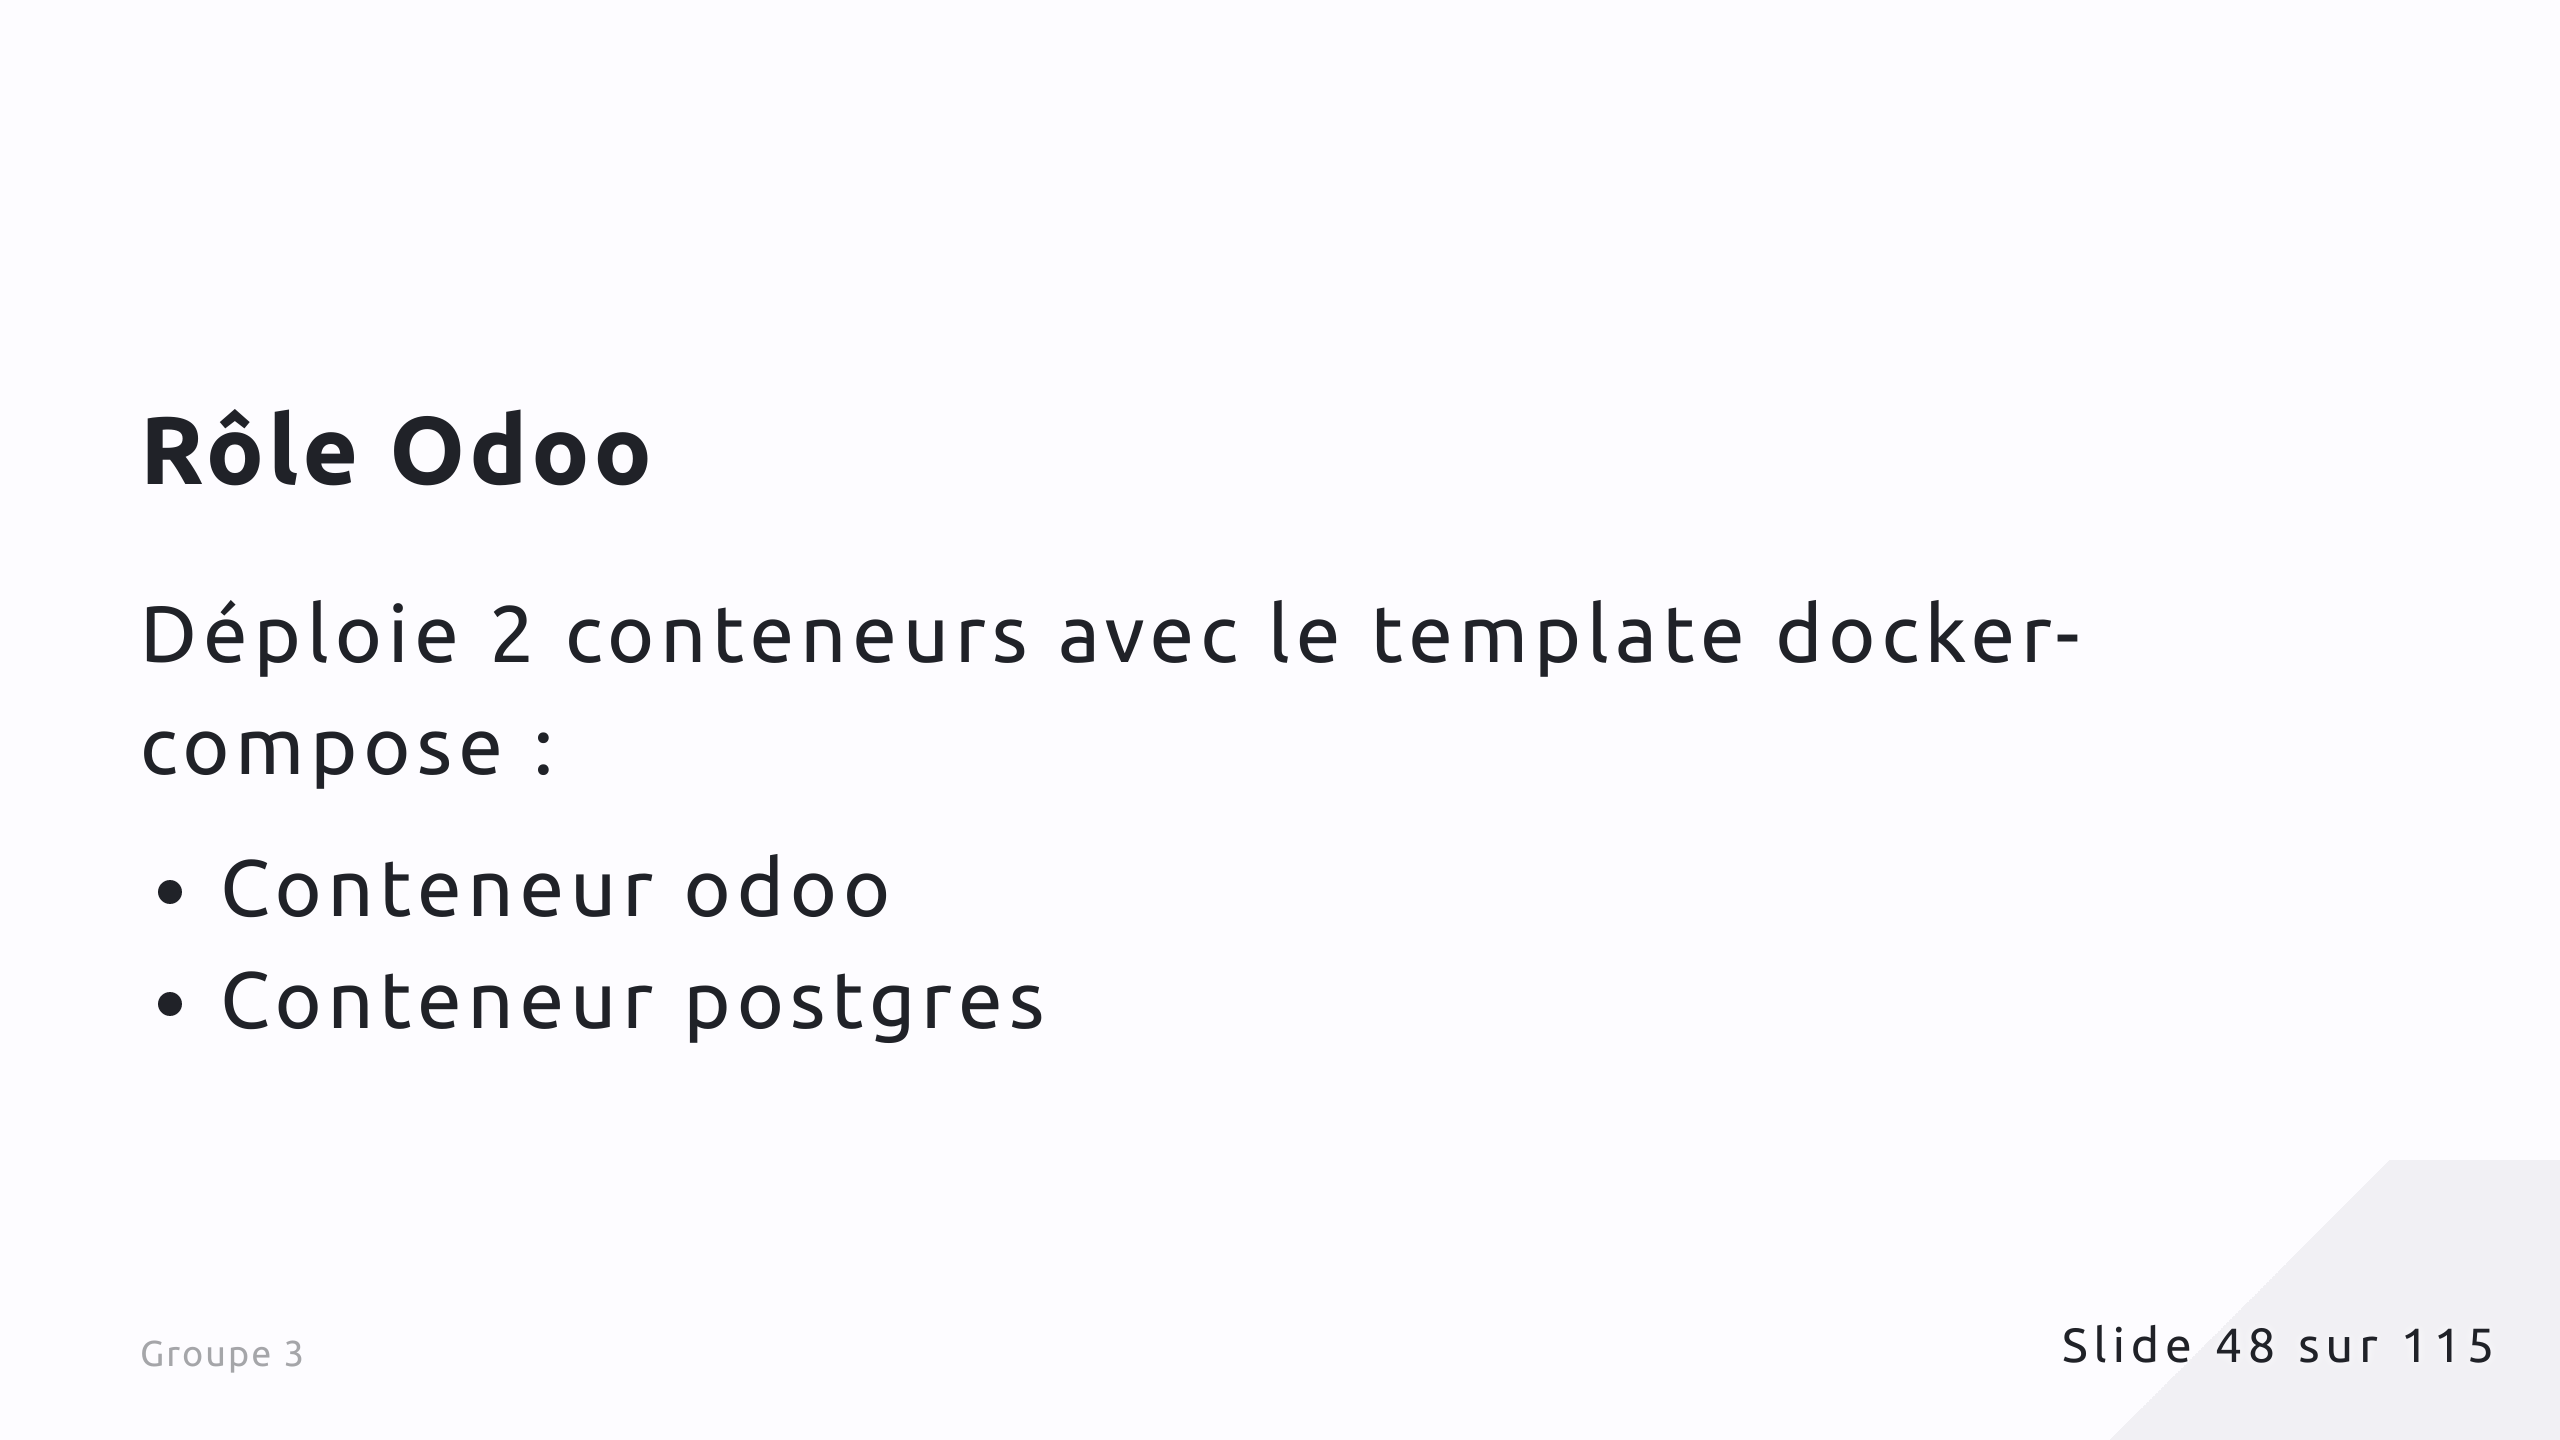 Rôle Odoo
Déploie 2 conteneurs avec le template docker-
compose :
• Conteneur odoo
• Conteneur postgres
Groupe 3
Slide 48 sur 115